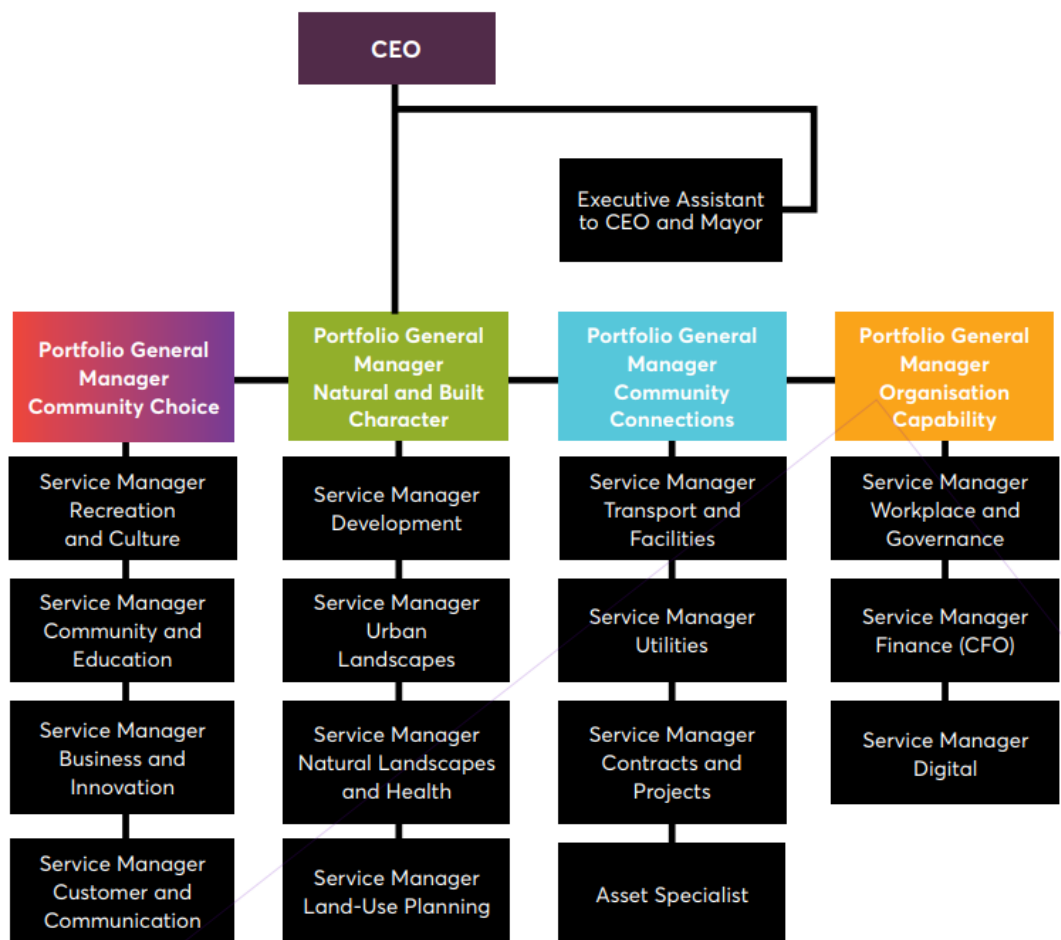 CEO
Executive Assistant
to CEO and Mayor
Portfolio General
Manager
Community Choice
Service Manager
Recreation
and Culture
Service Manager
Community and
Education
Service Manager
Business and
Innovation
Service Manager
Customer and
Communication
Portfolio General
Manager
Natural and Built
Character
Service Manager
Development
Service Manager
Urban
Landscapes
Service Manager
Natural Landscapes
and Health
Service Manager
Land-Use Planning
Portfolio General
Manager
Community
Connections
Service Manager
Transport and
Facilities
Service Manager
Utilities
Service Manager
Contracts and
Projects
Asset Specialist
Portfolio General
Manager
Organisation
Capability
Service Manager
Workplace and
Governance
Service Manager
Finance (CFO)
Service Manager
Digital